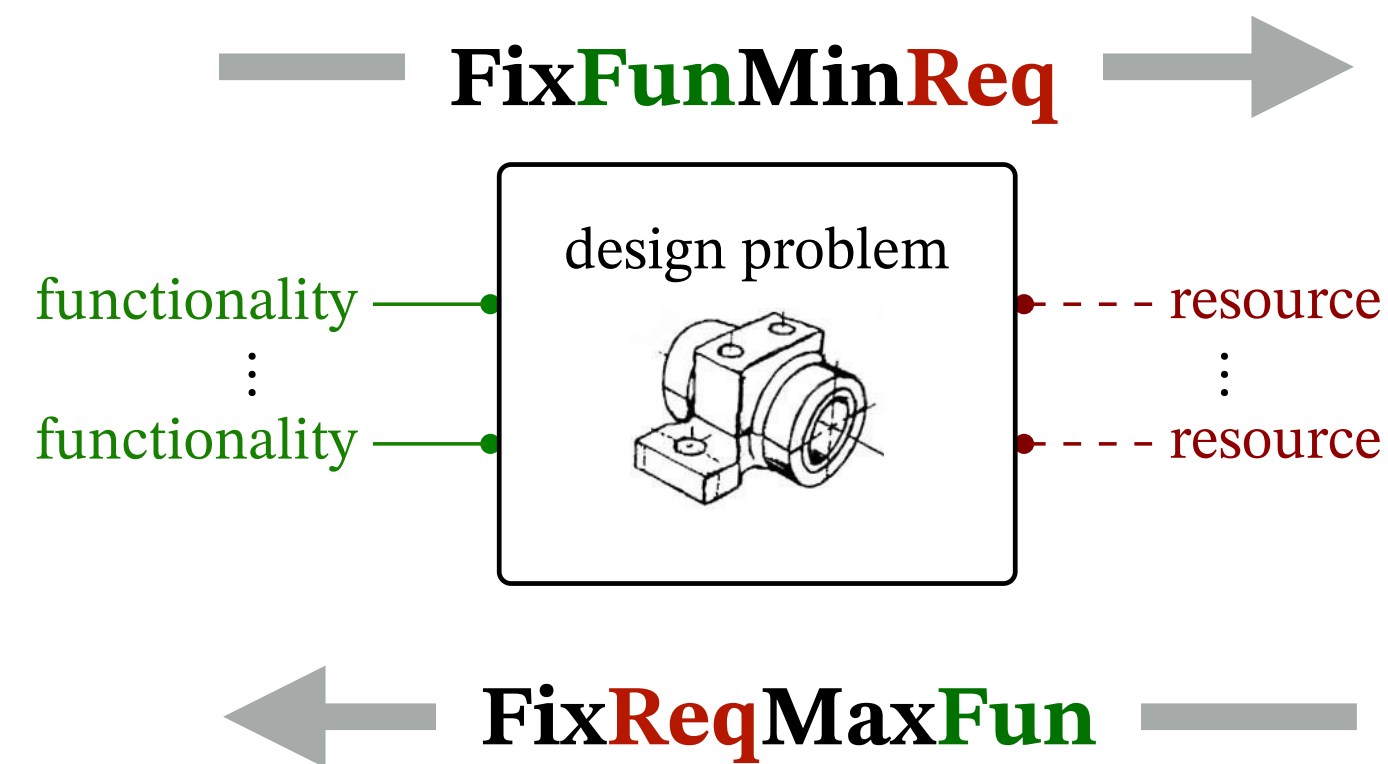 FixFunMinReq
design problem
functionality
resource
functionality
resource
FixReqMaxFun